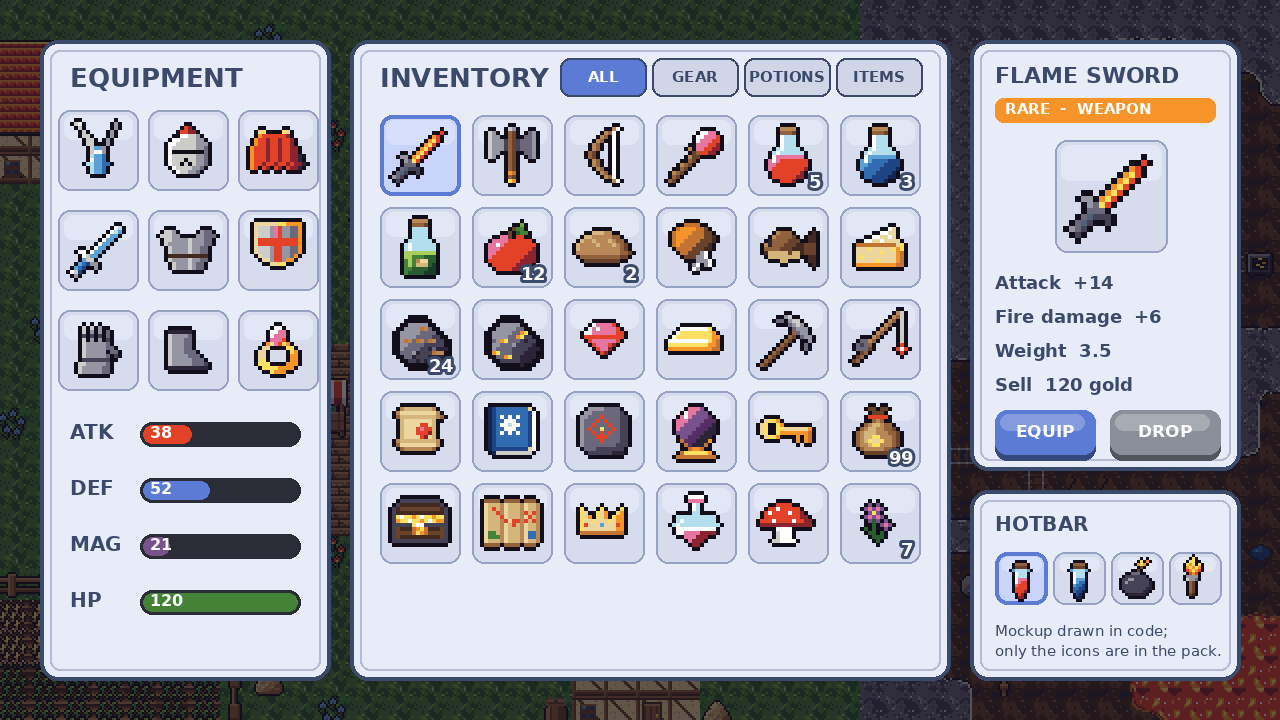 EQUIPMENT
ATK 38
DEF 52
MAG 21
HP 120
INVENTORY ALL GEAR POTIONS ITEMS
5 3
12 2
24
99
7
FLAME SWORD
RARE - WEAPON
Attack +14
Fire damage +6
Weight 3.5
Sell 120 gold
EQUIP DROP
HOTBAR
Mockup drawn in code;
only the icons are in the pack.